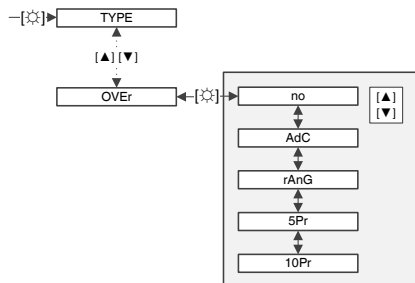 [☼] TYPE
[▲] [▼]
OVEr [☼] no [▲]
[▼]
AdC
rAnG
5Pr
10Pr